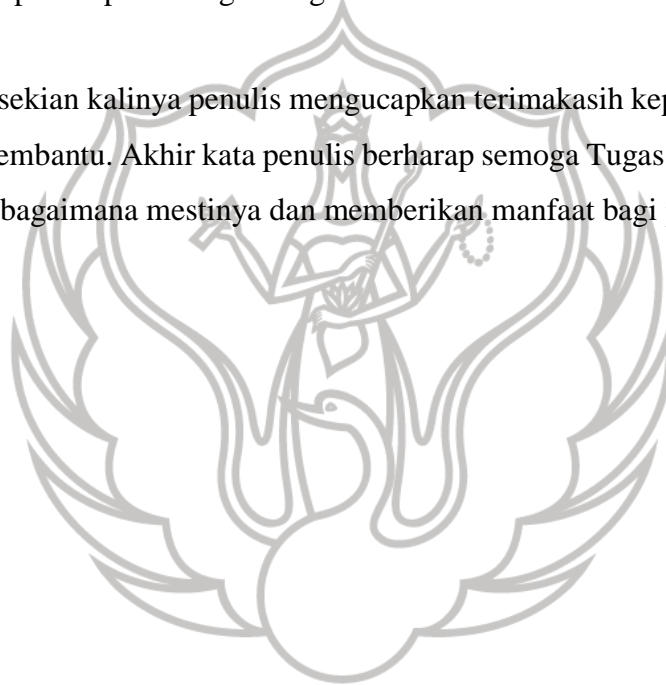 sekian kalinya penulis mengucapkan terimakasih kep
embantu. Akhir kata penulis berharap semoga Tugas
bagaimana mestinya dan memberikan manfaat bagi